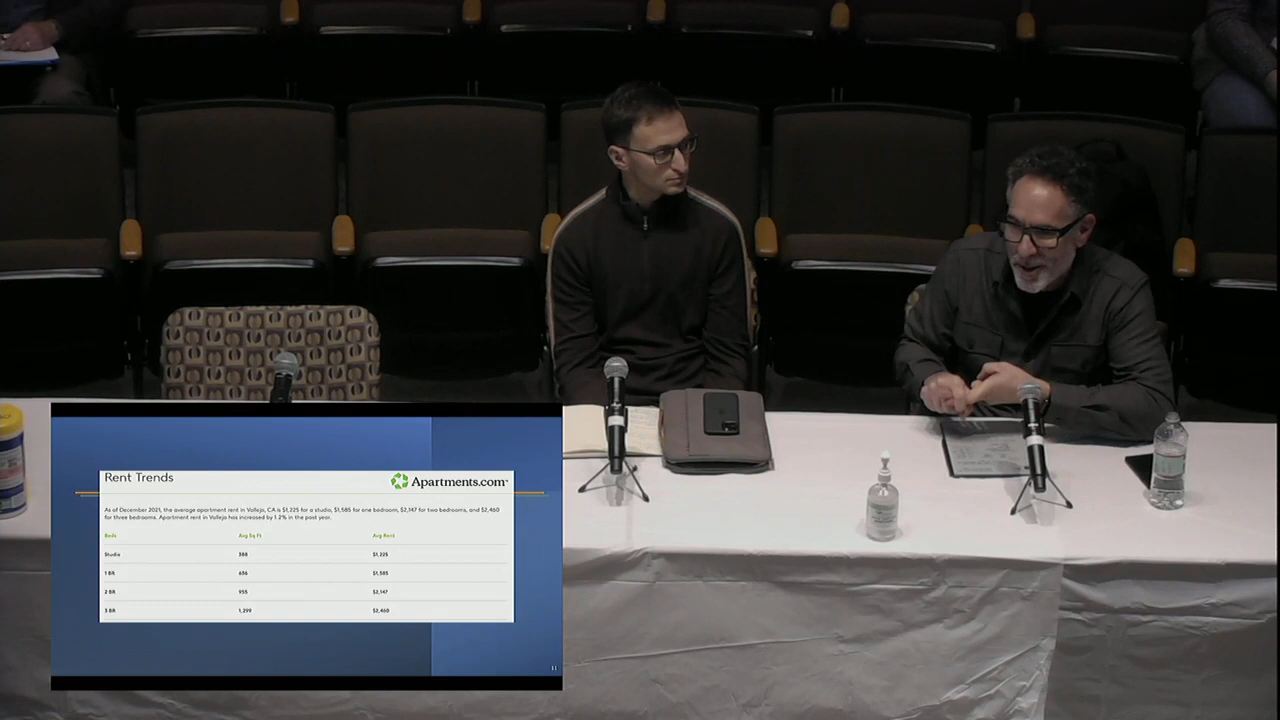 Rent Trends
Apartments.com
As of December 2021, the average apartment rent in Vallejo, CA is $1,225 for a studio, $1,585 for one bedroom, $2,147 for two bedrooms, and $2,460
for three bedrooms. Apartment rent in Vallejo has increased by 1.2% in the past year.
Beds Avg Sq Ft Avg Rent
Studio 388 $1,225
1 BR 656 $1,585
2 BR 955 $2,147
3 BR 1,299 $2,460
11